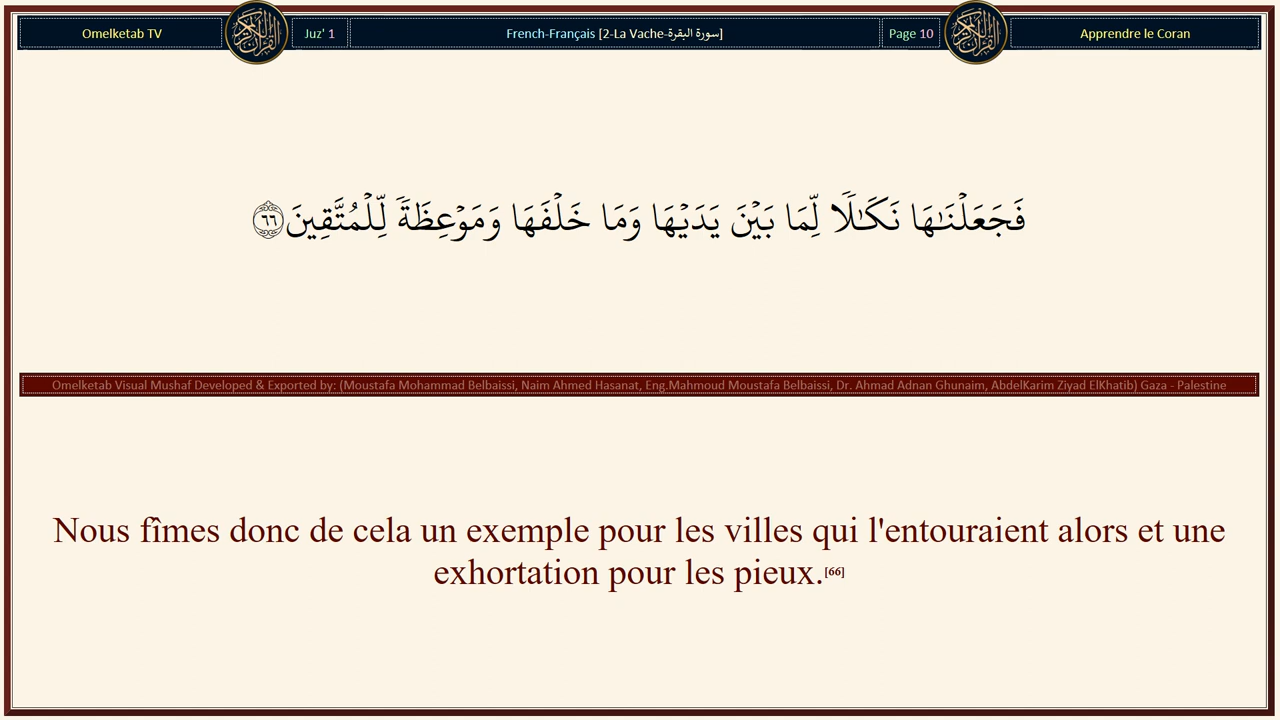 Omelketab TV
Juz' 1
French-Français [2-La Vache-سورة البقرة]
Page 10
Apprendre le Coran
فَجَعَلۡنَٰهَا نَكَٰلٗا لِّمَا بَيۡنَ يَدَيۡهَا وَمَا خَلۡفَهَا وَمَوۡعِظَةٗ لِّلۡمُتَّقِينَ ٦٦
Omelketab Visual Mushaf Developed & Exported by: (Moustafa Mohammad Belbaissi, Naim Ahmed Hasanat, Eng.Mahmoud Moustafa Belbaissi, Dr. Ahmad Adnan Ghunaim, AbdelKarim Ziyad ElKhatib) Gaza - Palestine
Nous fîmes donc de cela un exemple pour les villes qui l'entouraient alors et une
exhortation pour les pieux.[66]